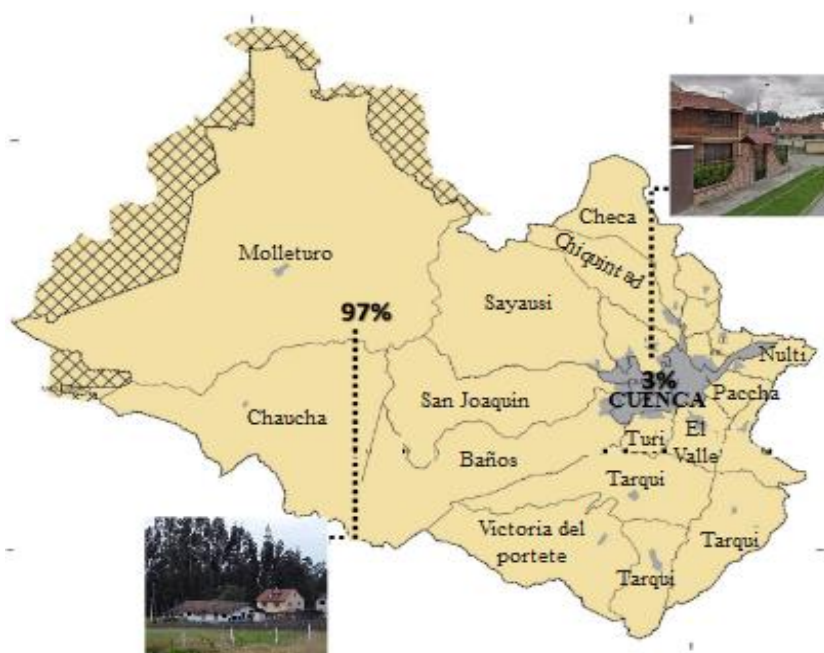 Checa
Chiquintad
Molleturo
Sayausi
97%
Nulti
3%
Paccha
CUENCA
San Joaquin
Chaucha
El
Valle
Turi
Baños
Tarqui
Victoria del
portete
Tarqui
Tarqui